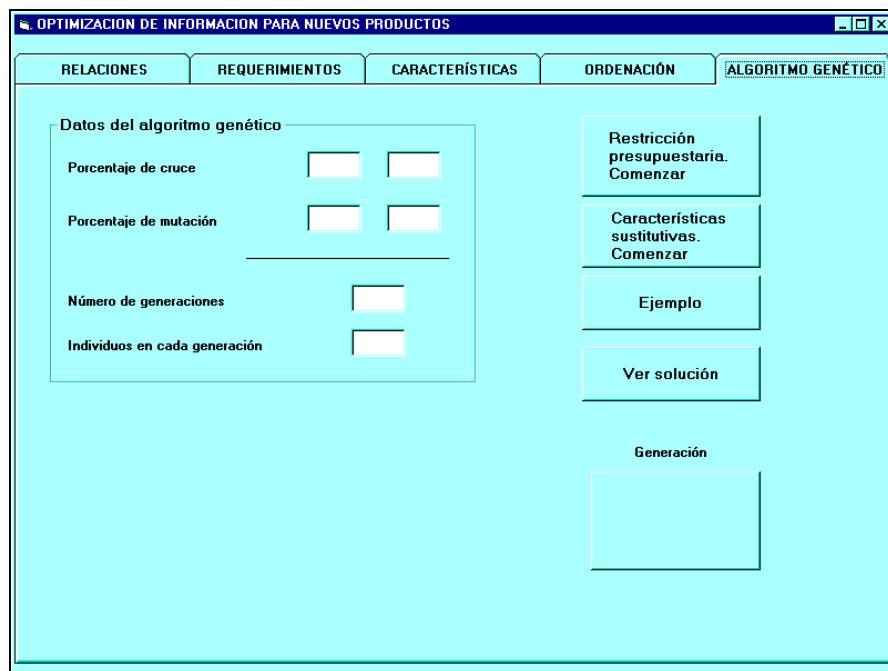 OPTIMIZACION DE INFORMACION PARA NUEVOS PRODUCTOS
RELACIONES
REQUERIMIENTOS
CARACTERÍSTICAS
ORDENACIÓN
ALGORITMO GENÉTICO
Datos del algoritmo genético
Porcentaje de cruce
Porcentaje de mutación
Número de generaciones
Individuos en cada generación
Restricción
presupuestaria.
Comenzar
Características
sustitutivas.
Comenzar
Ejemplo
Ver solución
Generación